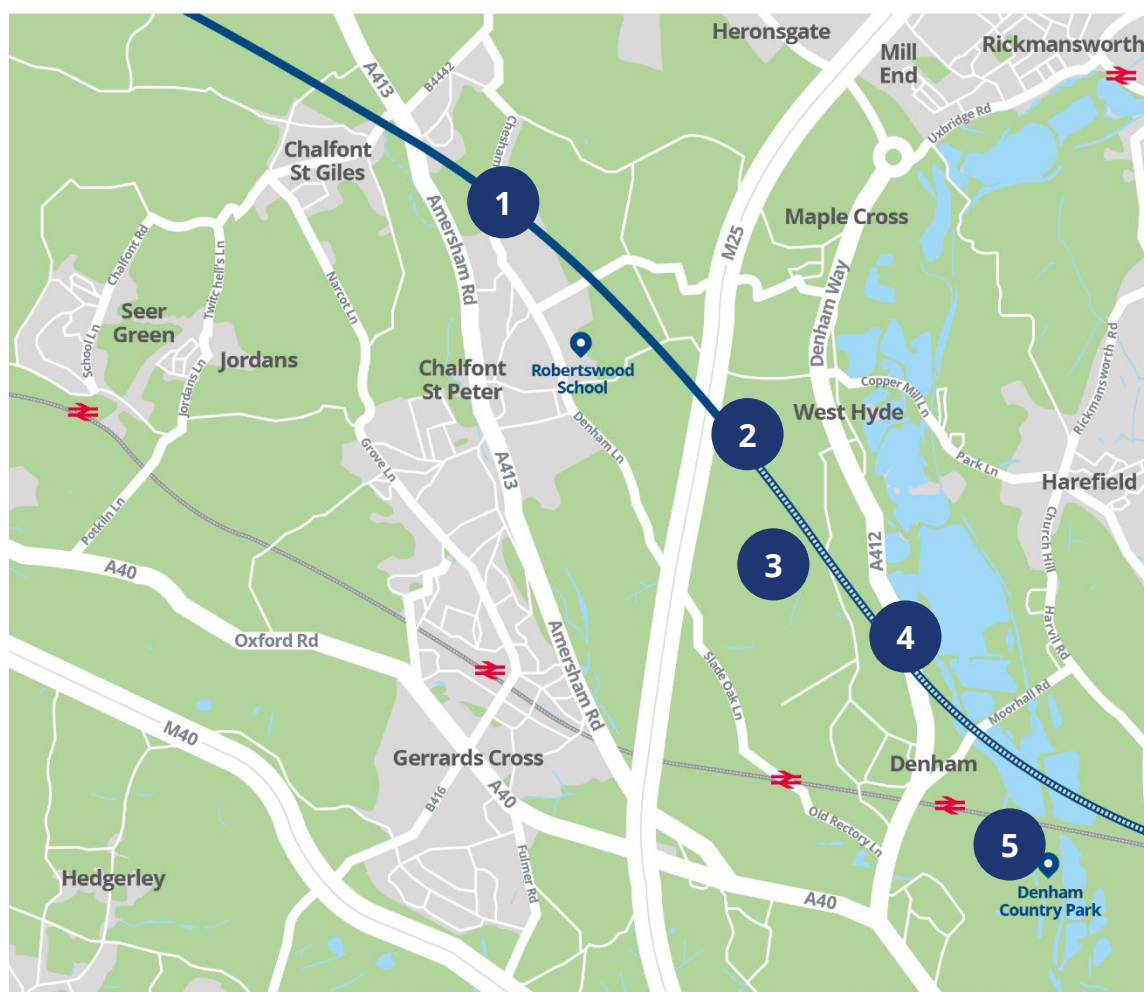 Heronsgate
Mill
End
Rickmansworth
A413
B4442
Uxbridge Rd
Chesham
Chalfont
St Giles
1
Amersham Rd
M25
Maple Cross
Chalfont Rd
Twitchell's Ln
Narcot Ln
Seer
Green
School Ln
Jordans
Jordans Ln
Denham Way
Rickmansworth Rd
Chalfont
St Peter
Robertswood
School
Copper Mill Ln
West Hyde
2
Denham Ln
Grove Ln
A413
Park Ln
Harefield
Potkiln Ln
Church Hill
A40
A412
3
Oxford Rd
4
Harvil Rd
Amersham Rd
Slade Oak Ln
Moorhall Rd
M40
Gerrards Cross
Denham
B416
A40
Old Rectory Ln
5
Fulmer Rd
Hedgerley
A40
Denham
Country Park